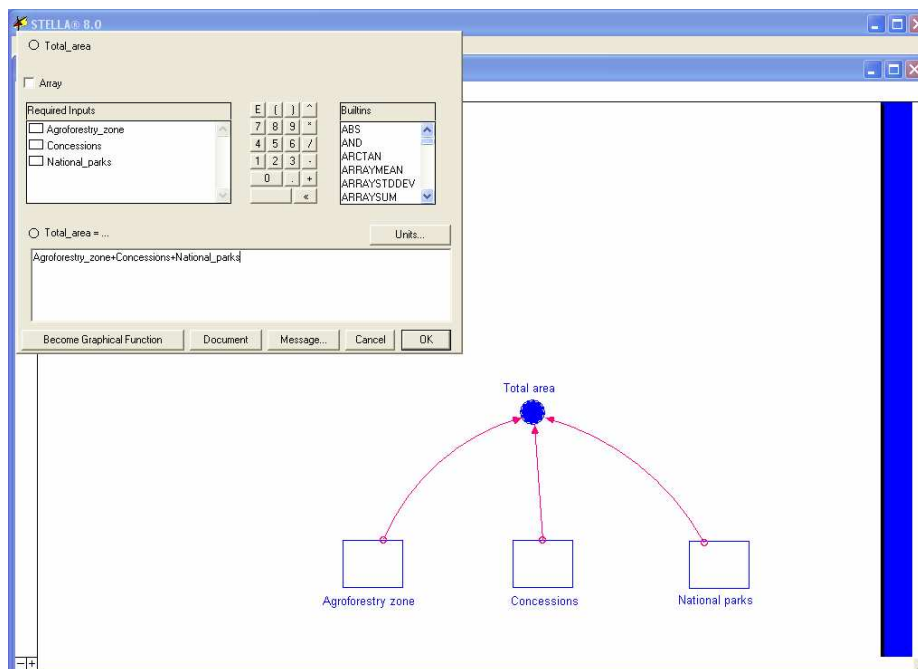 STELLA® 8.0
Total_area
Array
Required Inputs
Agroforestry_zone
Concessions
National_parks
E ( ) ^
7 8 9 *
4 5 6 /
1 2 3 -
0 . +
«
Builtins
ABS
AND
ARCTAN
ARRAYMEAN
ARRAYSTDDEV
ARRAYSUM
Total_area = ...
Units...
Agroforestry_zone+Concessions+National_parks
Become Graphical Function
Document
Message...
Cancel
OK
Total area
Agroforestry zone
Concessions
National parks